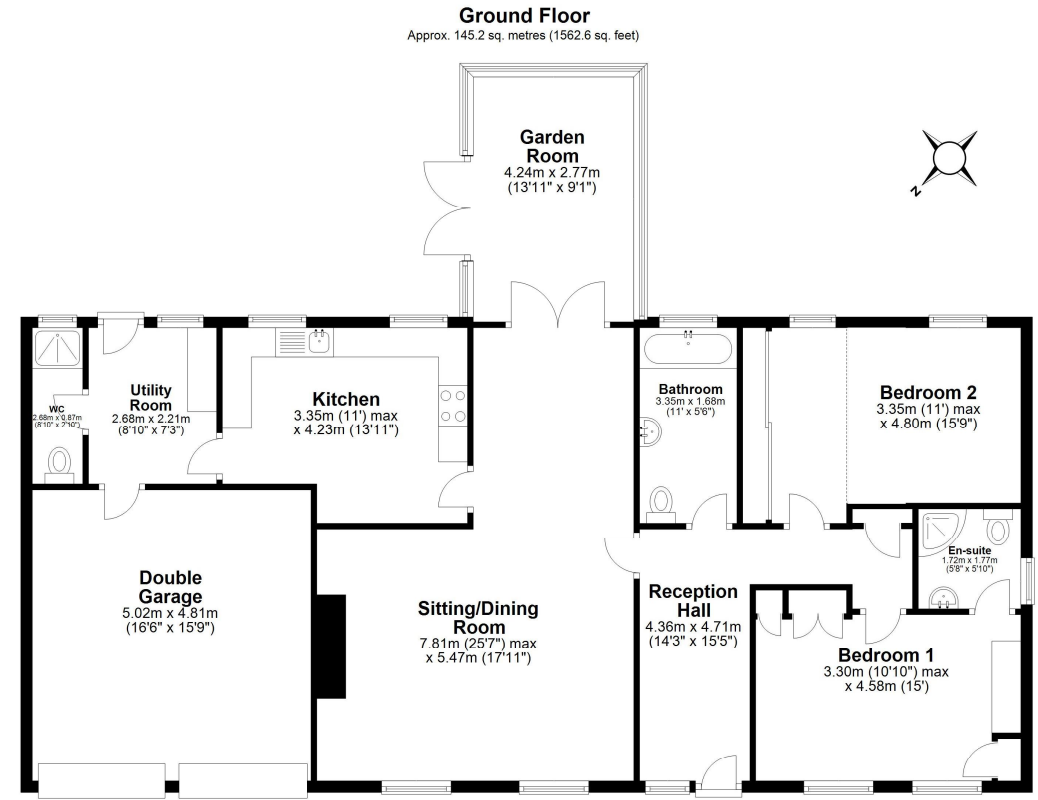 Ground Floor
Approx. 145.2 sq. metres (1562.6 sq. feet)
Garden
Room
4.24m x 2.77m
(13'11" x 9'1")
N
WC
2.68m x 0.87m
(8'10" x 2'10")
Utility
Room
2.68m x 2.21m
(8'10" x 7'3")
Kitchen
3.35m (11') max
x 4.23m (13'11")
Bathroom
3.35m x 1.68m
(11' x 5'6")
Bedroom 2
3.35m (11') max
x 4.80m (15'9")
En-suite
1.72m x 1.77m
(5'8" x 5'10")
Double
Garage
5.02m x 4.81m
(16'6" x 15'9")
Sitting/Dining
Room
7.81m (25'7") max
x 5.47m (17'11")
Reception
Hall
4.36m x 4.71m
(14'3" x 15'5")
Bedroom 1
3.30m (10'10") max
x 4.58m (15')